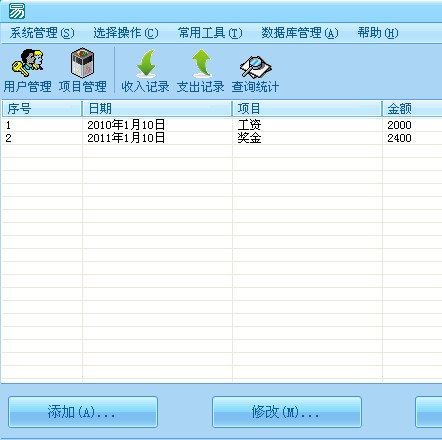 易
系统管理(S) 选择操作(C) 常用工具(T) 数据库管理(A) 帮助(H)
用户管理 项目管理 收入记录 支出记录 查询统计
序号 日期 项目 金额
1 2010年1月10日 工资 2000
2 2011年1月10日 奖金 2400
添加(A)... 修改(M)...